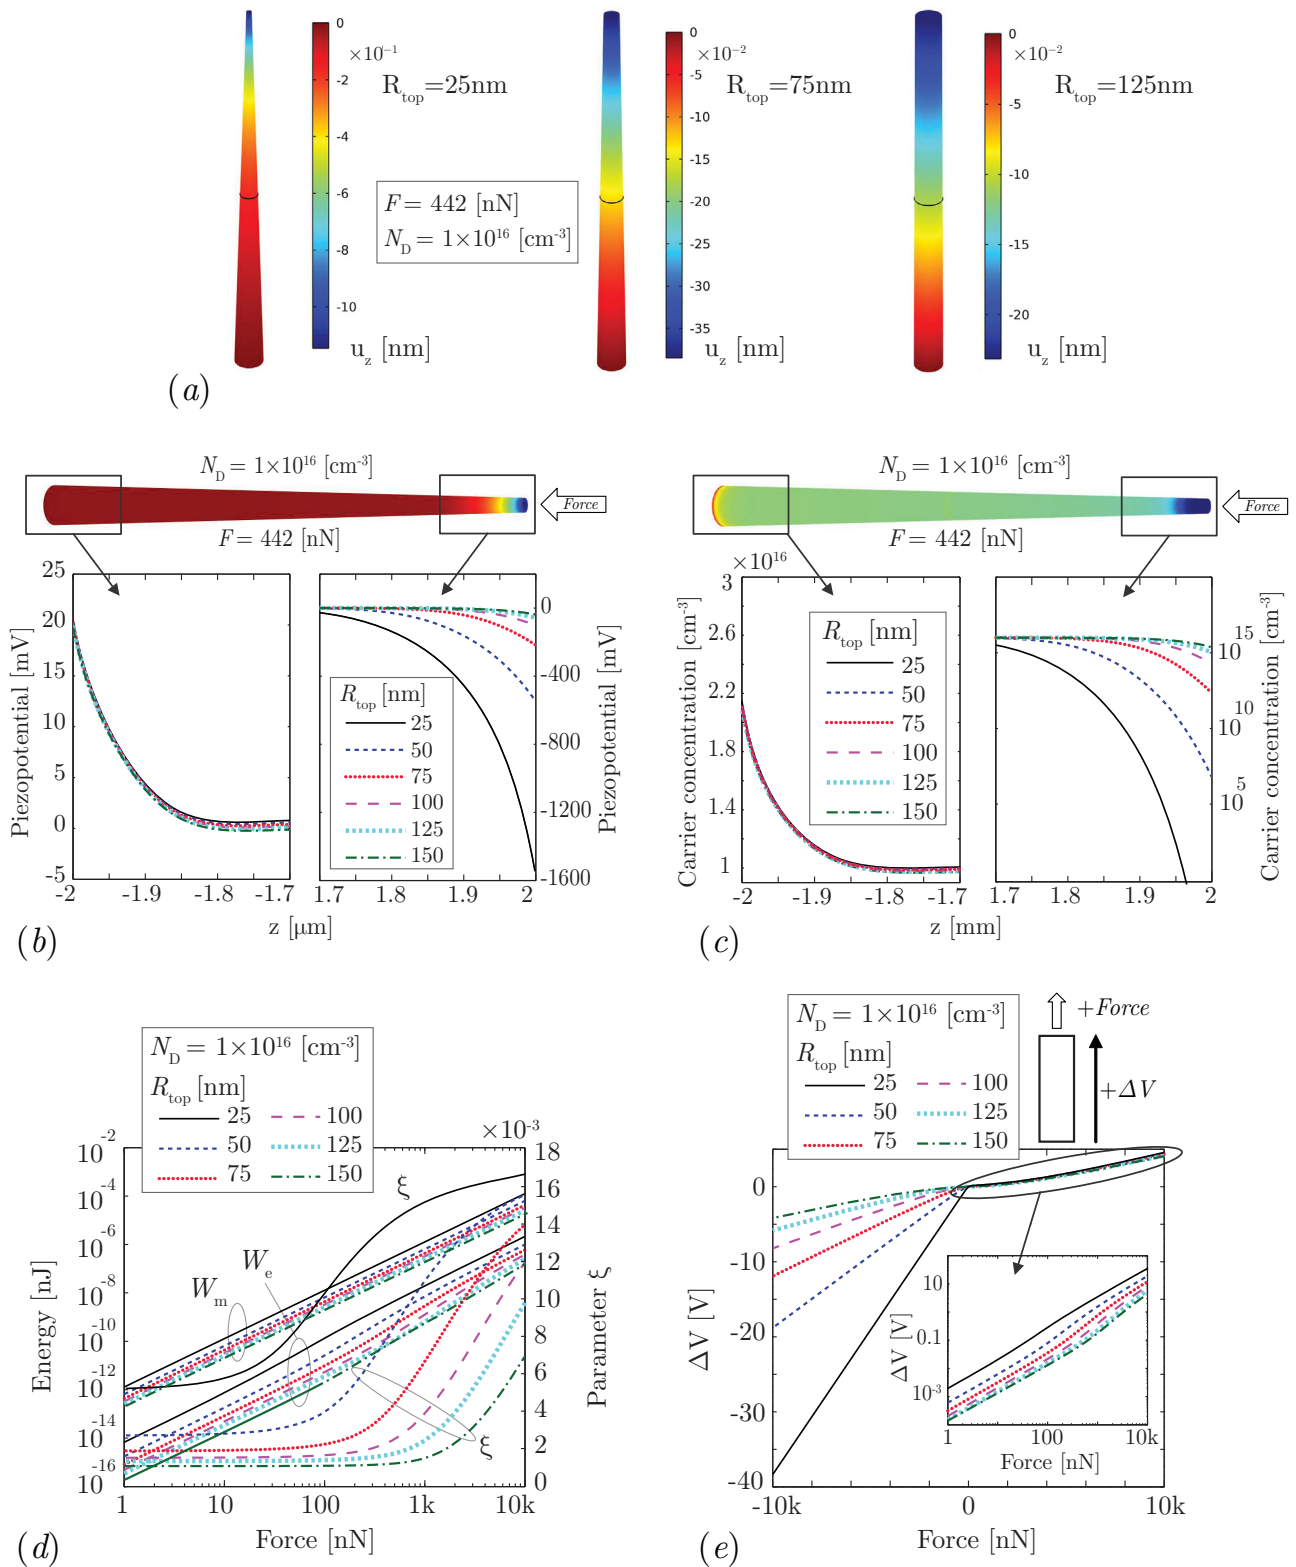 0
×10⁻¹
-2
-4
-6
-8
-10
R_top=25nm
u_z [nm]
0
×10⁻²
-5
-10
-15
-20
-25
-30
-35
R_top=75nm
u_z [nm]
0
×10⁻²
-5
-10
-15
-20
R_top=125nm
u_z [nm]
F = 442 [nN]
N_D = 1×10¹⁶ [cm⁻³]
(a)
N_D = 1×10¹⁶ [cm⁻³]
Force
F = 442 [nN]
25
20
15
10
5
0
-5
Piezopotential [mV]
-2 -1.9 -1.8 -1.7
0
-400
-800
-1200
-1600
Piezopotential [mV]
1.7 1.8 1.9 2
R_top [nm]
25
50
75
100
125
150
z [µm]
(b)
N_D = 1×10¹⁶ [cm⁻³]
Force
F = 442 [nN]
×10¹⁶
3
2.6
2.2
1.8
1.4
1
Carrier concentration [cm⁻³]
-2 -1.9 -1.8 -1.7
R_top [nm]
25
50
75
100
125
150
10¹⁵
10¹⁰
10⁵
Carrier concentration [cm⁻³]
1.7 1.8 1.9 2
z [mm]
(c)
N_D = 1×10¹⁶ [cm⁻³]
R_top [nm]
25 100
50 125
75 150
×10⁻³
10⁻²
10⁻⁴
10⁻⁶
10⁻⁸
10⁻¹⁰
10⁻¹²
10⁻¹⁴
10⁻¹⁶
Energy [nJ]
ξ
W_m
W_e
ξ
18
16
14
12
10
8
6
4
2
0
Parameter ξ
1 10 100 1k 10k
Force [nN]
(d)
N_D = 1×10¹⁶ [cm⁻³]
R_top [nm]
25 100
50 125
75 150
+Force
+ΔV
0
-10
-20
-30
-40
ΔV [V]
10
0.1
10⁻³
ΔV [V]
1 100 10k
Force [nN]
-10k 0 10k
Force [nN]
(e)